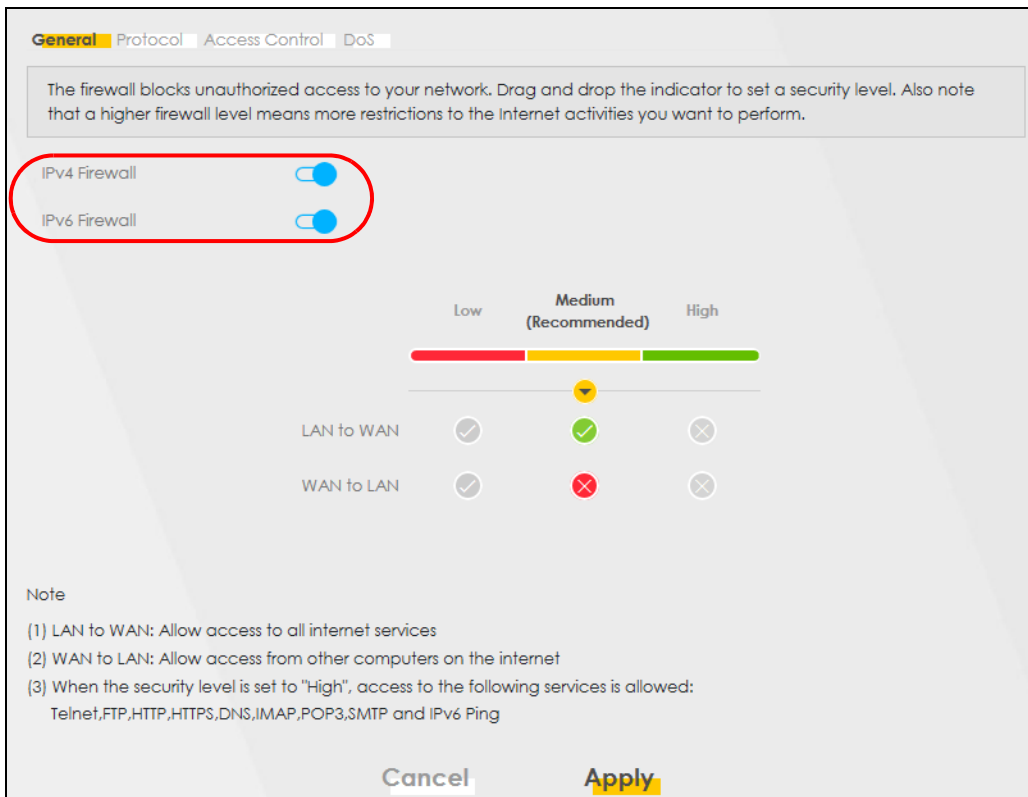 General Protocol Access Control DoS
The firewall blocks unauthorized access to your network. Drag and drop the indicator to set a security level. Also note
that a higher firewall level means more restrictions to the Internet activities you want to perform.
IPv4 Firewall
IPv6 Firewall
Low Medium High
(Recommended)
LAN to WAN
WAN to LAN
Note
(1) LAN to WAN: Allow access to all internet services
(2) WAN to LAN: Allow access from other computers on the internet
(3) When the security level is set to "High", access to the following services is allowed:
Telnet,FTP,HTTP,HTTPS,DNS,IMAP,POP3,SMTP and IPv6 Ping
Cancel Apply